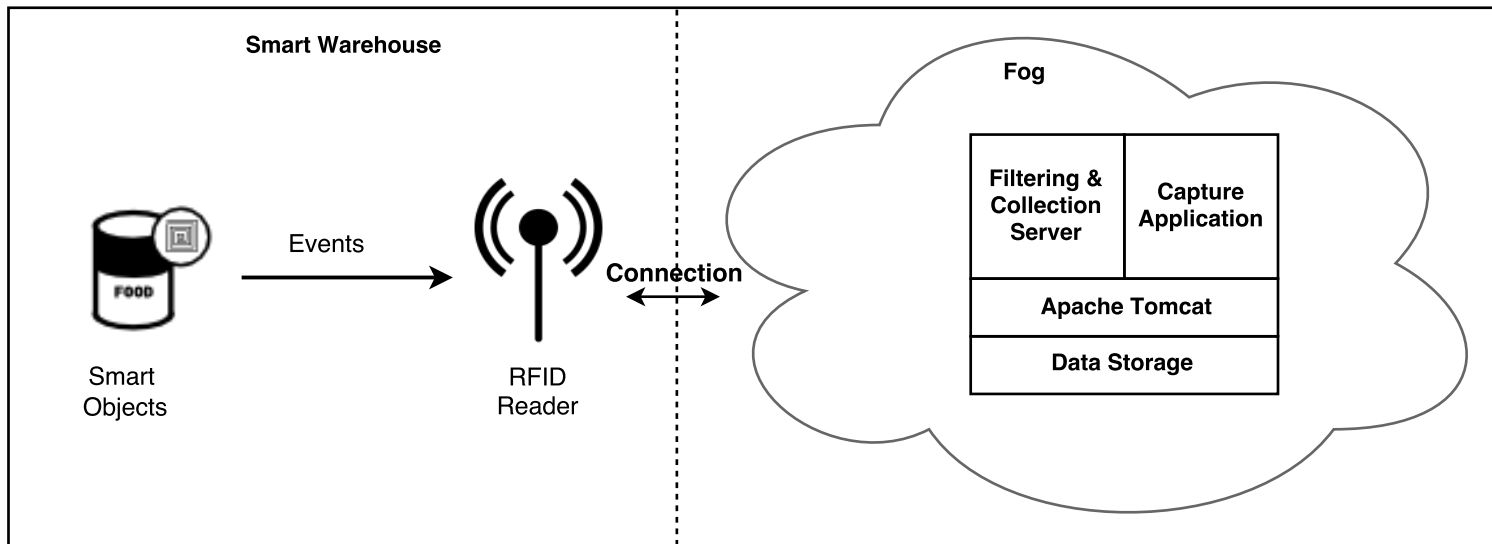 Smart Warehouse
Fog
Filtering &
Collection
Server
Capture
Application
Events
Connection
FOOD
Apache Tomcat
Data Storage
Smart
Objects
RFID
Reader